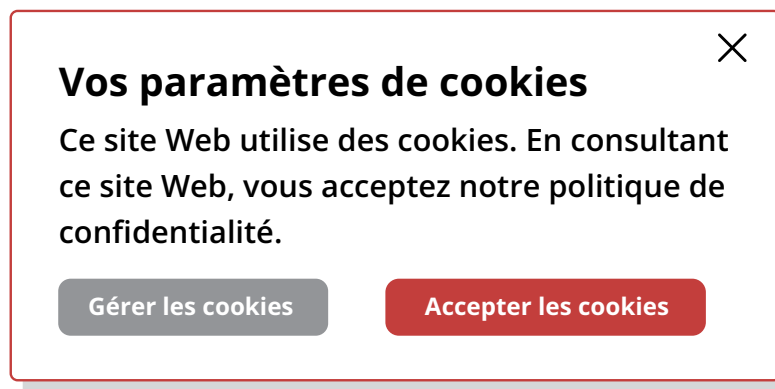 Vos paramètres de cookies
Ce site Web utilise des cookies. En consultant
ce site Web, vous acceptez notre politique de
confidentialité.
Gérer les cookies
Accepter les cookies